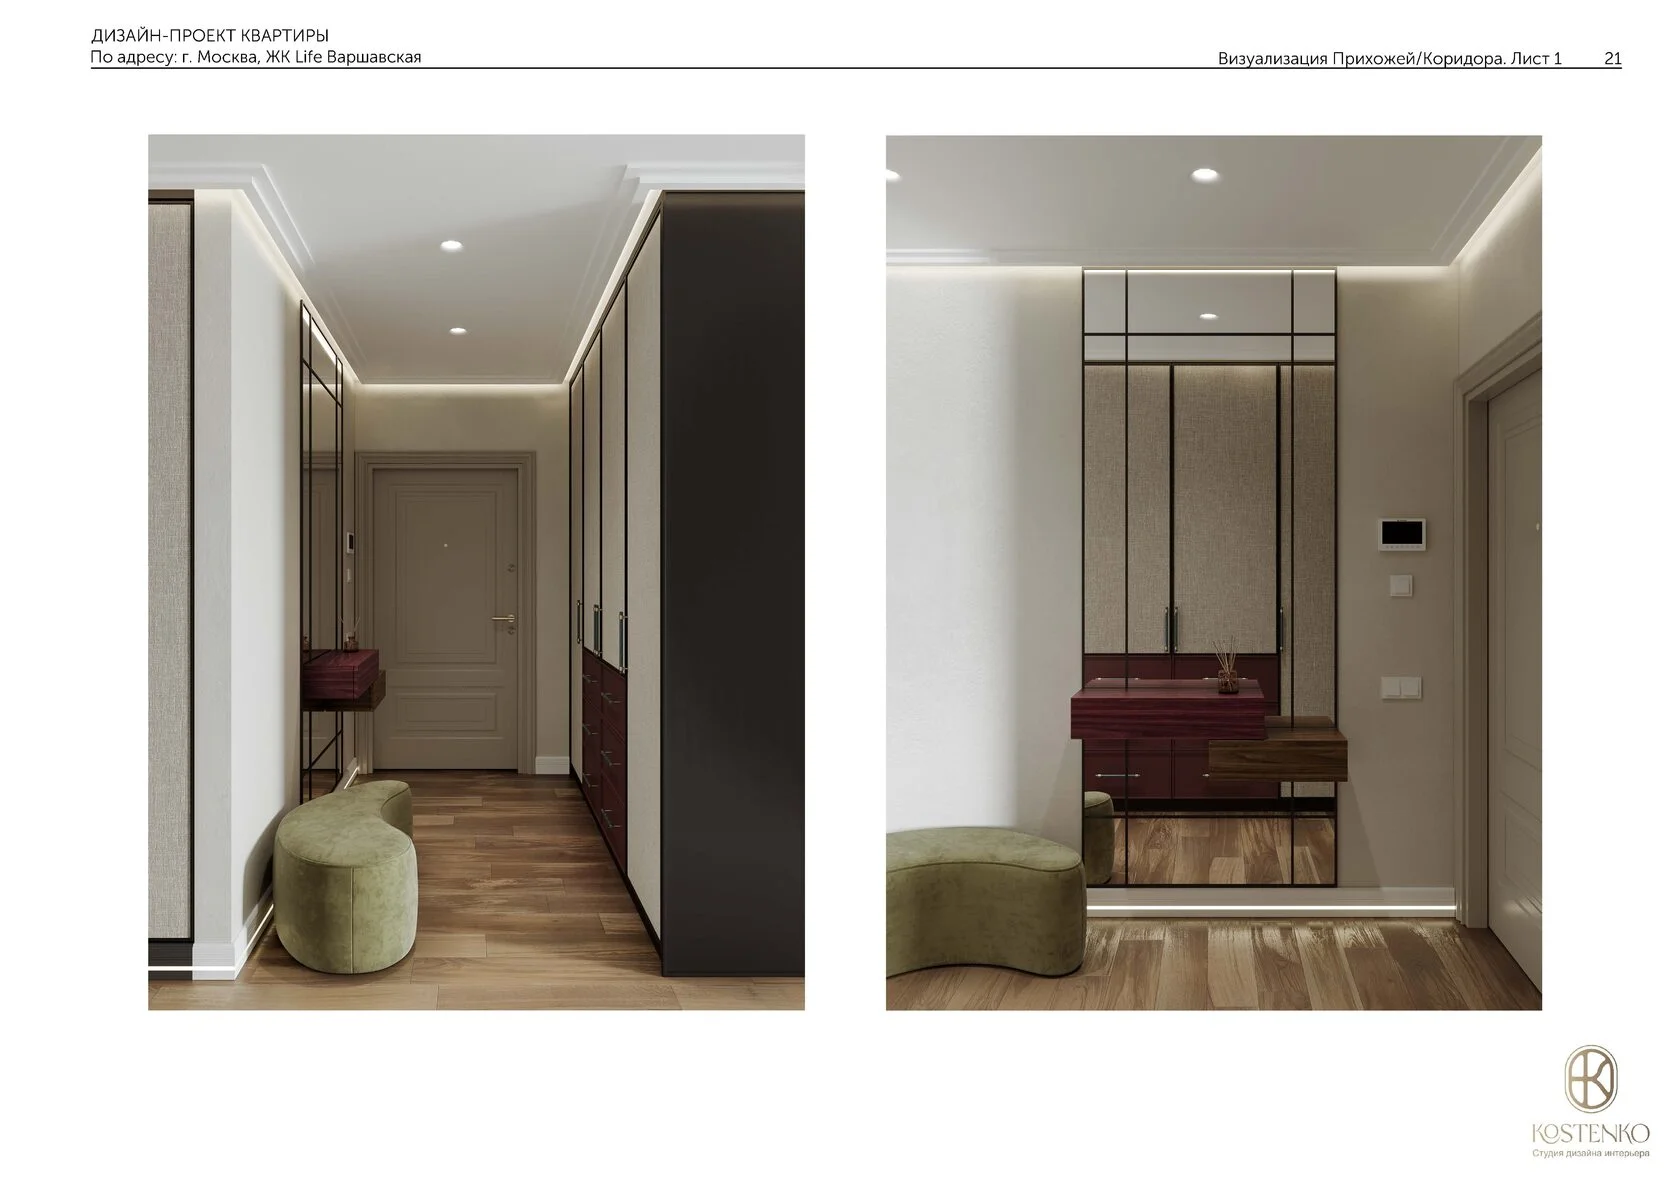 ДИЗАЙН-ПРОЕКТ КВАРТИРЫ
По адресу: г. Москва, ЖК Life Варшавская
Визуализация Прихожей/Коридора. Лист 1 21
KOSTENKO
Студия дизайна интерьера